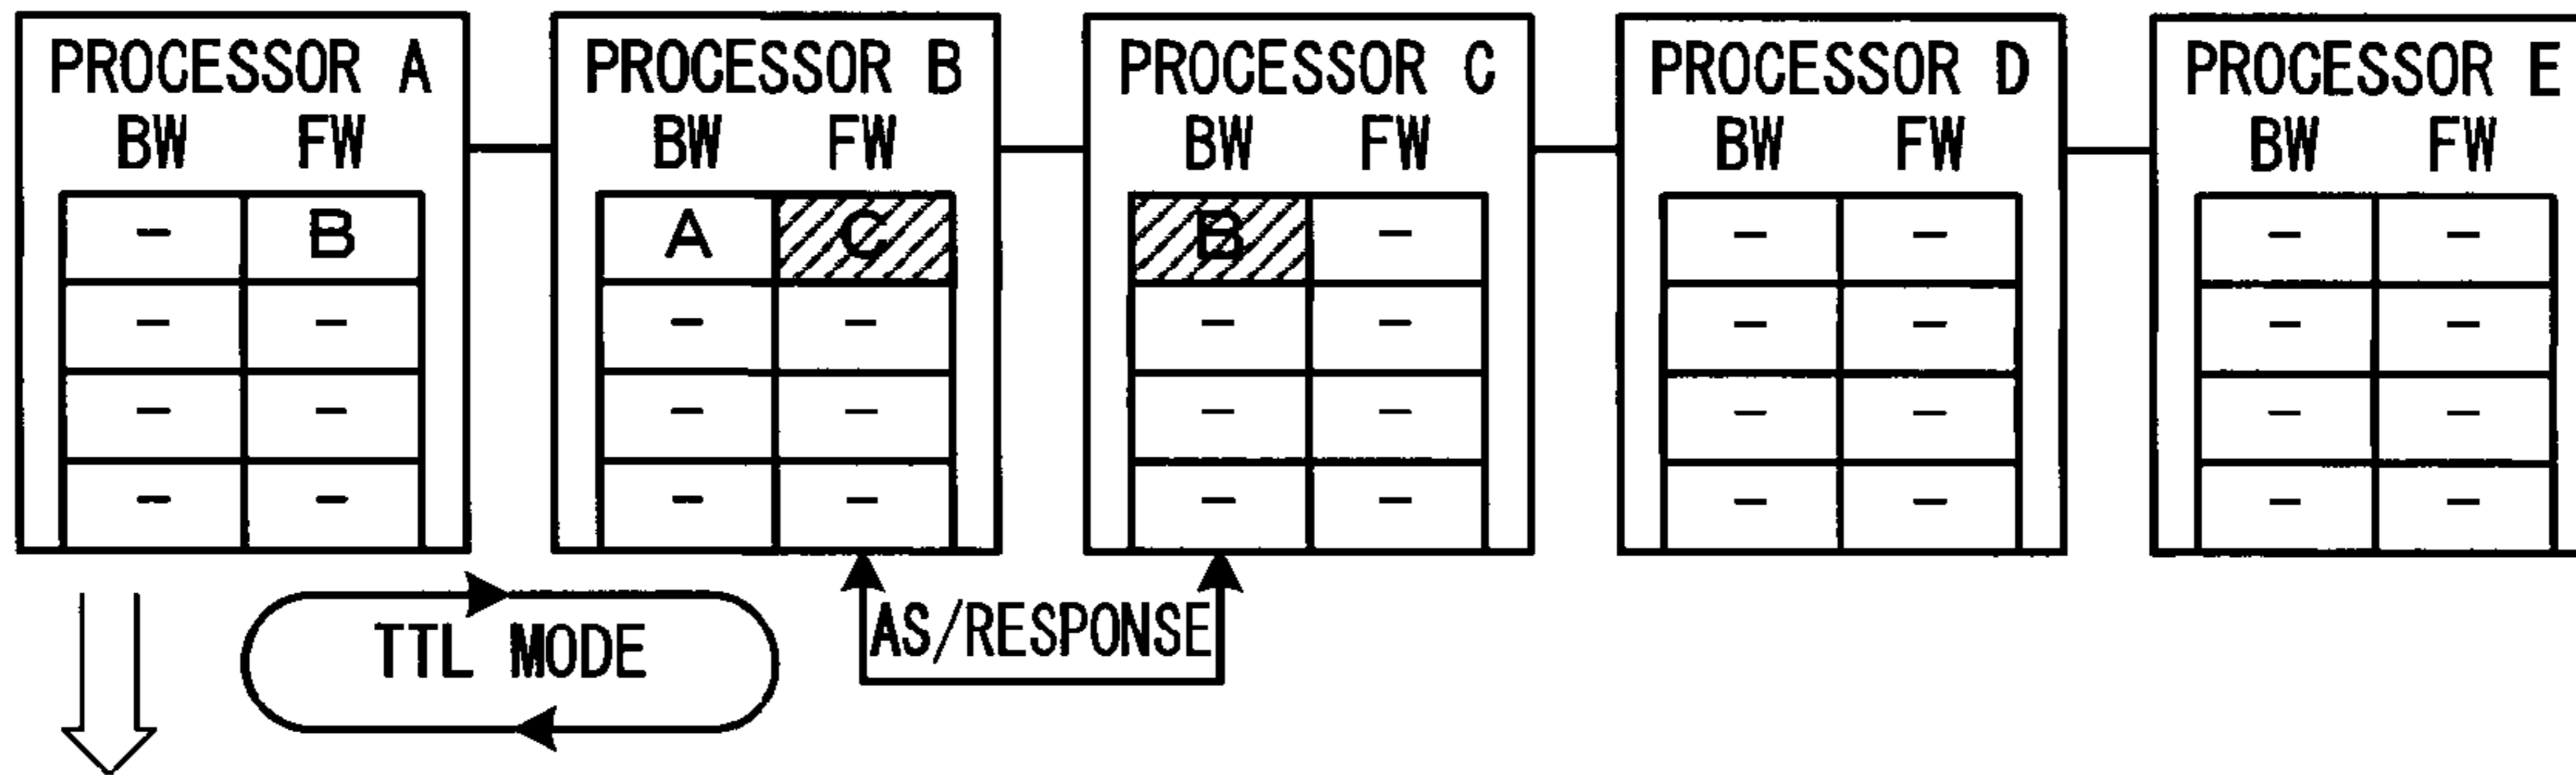 PROCESSOR A PROCESSOR B PROCESSOR C PROCESSOR D PROCESSOR E
BW FW BW FW BW FW BW FW BW FW
- B A C B - - - - -
- - - - - - - - - -
- - - - - - - - - -
- - - - - - - - - -
TTL MODE AS/RESPONSE